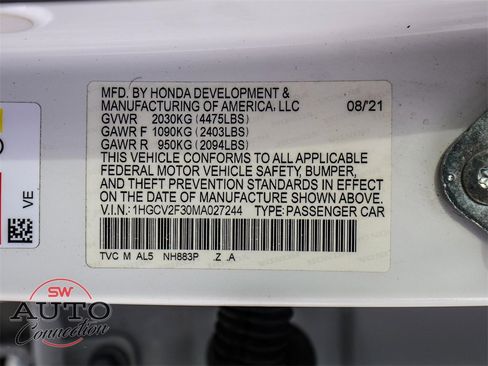 MFD. BY HONDA DEVELOPMENT &
MANUFACTURING OF AMERICA, LLC 08/'21
GVWR 2030KG (4475LBS)
GAWR F 1090KG (2403LBS)
GAWR R 950KG (2094LBS)
THIS VEHICLE CONFORMS TO ALL APPLICABLE
FEDERAL MOTOR VEHICLE SAFETY, BUMPER,
AND THEFT PREVENTION STANDARDS IN EFFECT
ON THE DATE OF MANUFACTURE SHOWN ABOVE.
V.I.N.: 1HGCV2F30MA027244 TYPE: PASSENGER CAR
TVC M AL5 NH883P .Z .A
VE
SW
AUTO
Connection